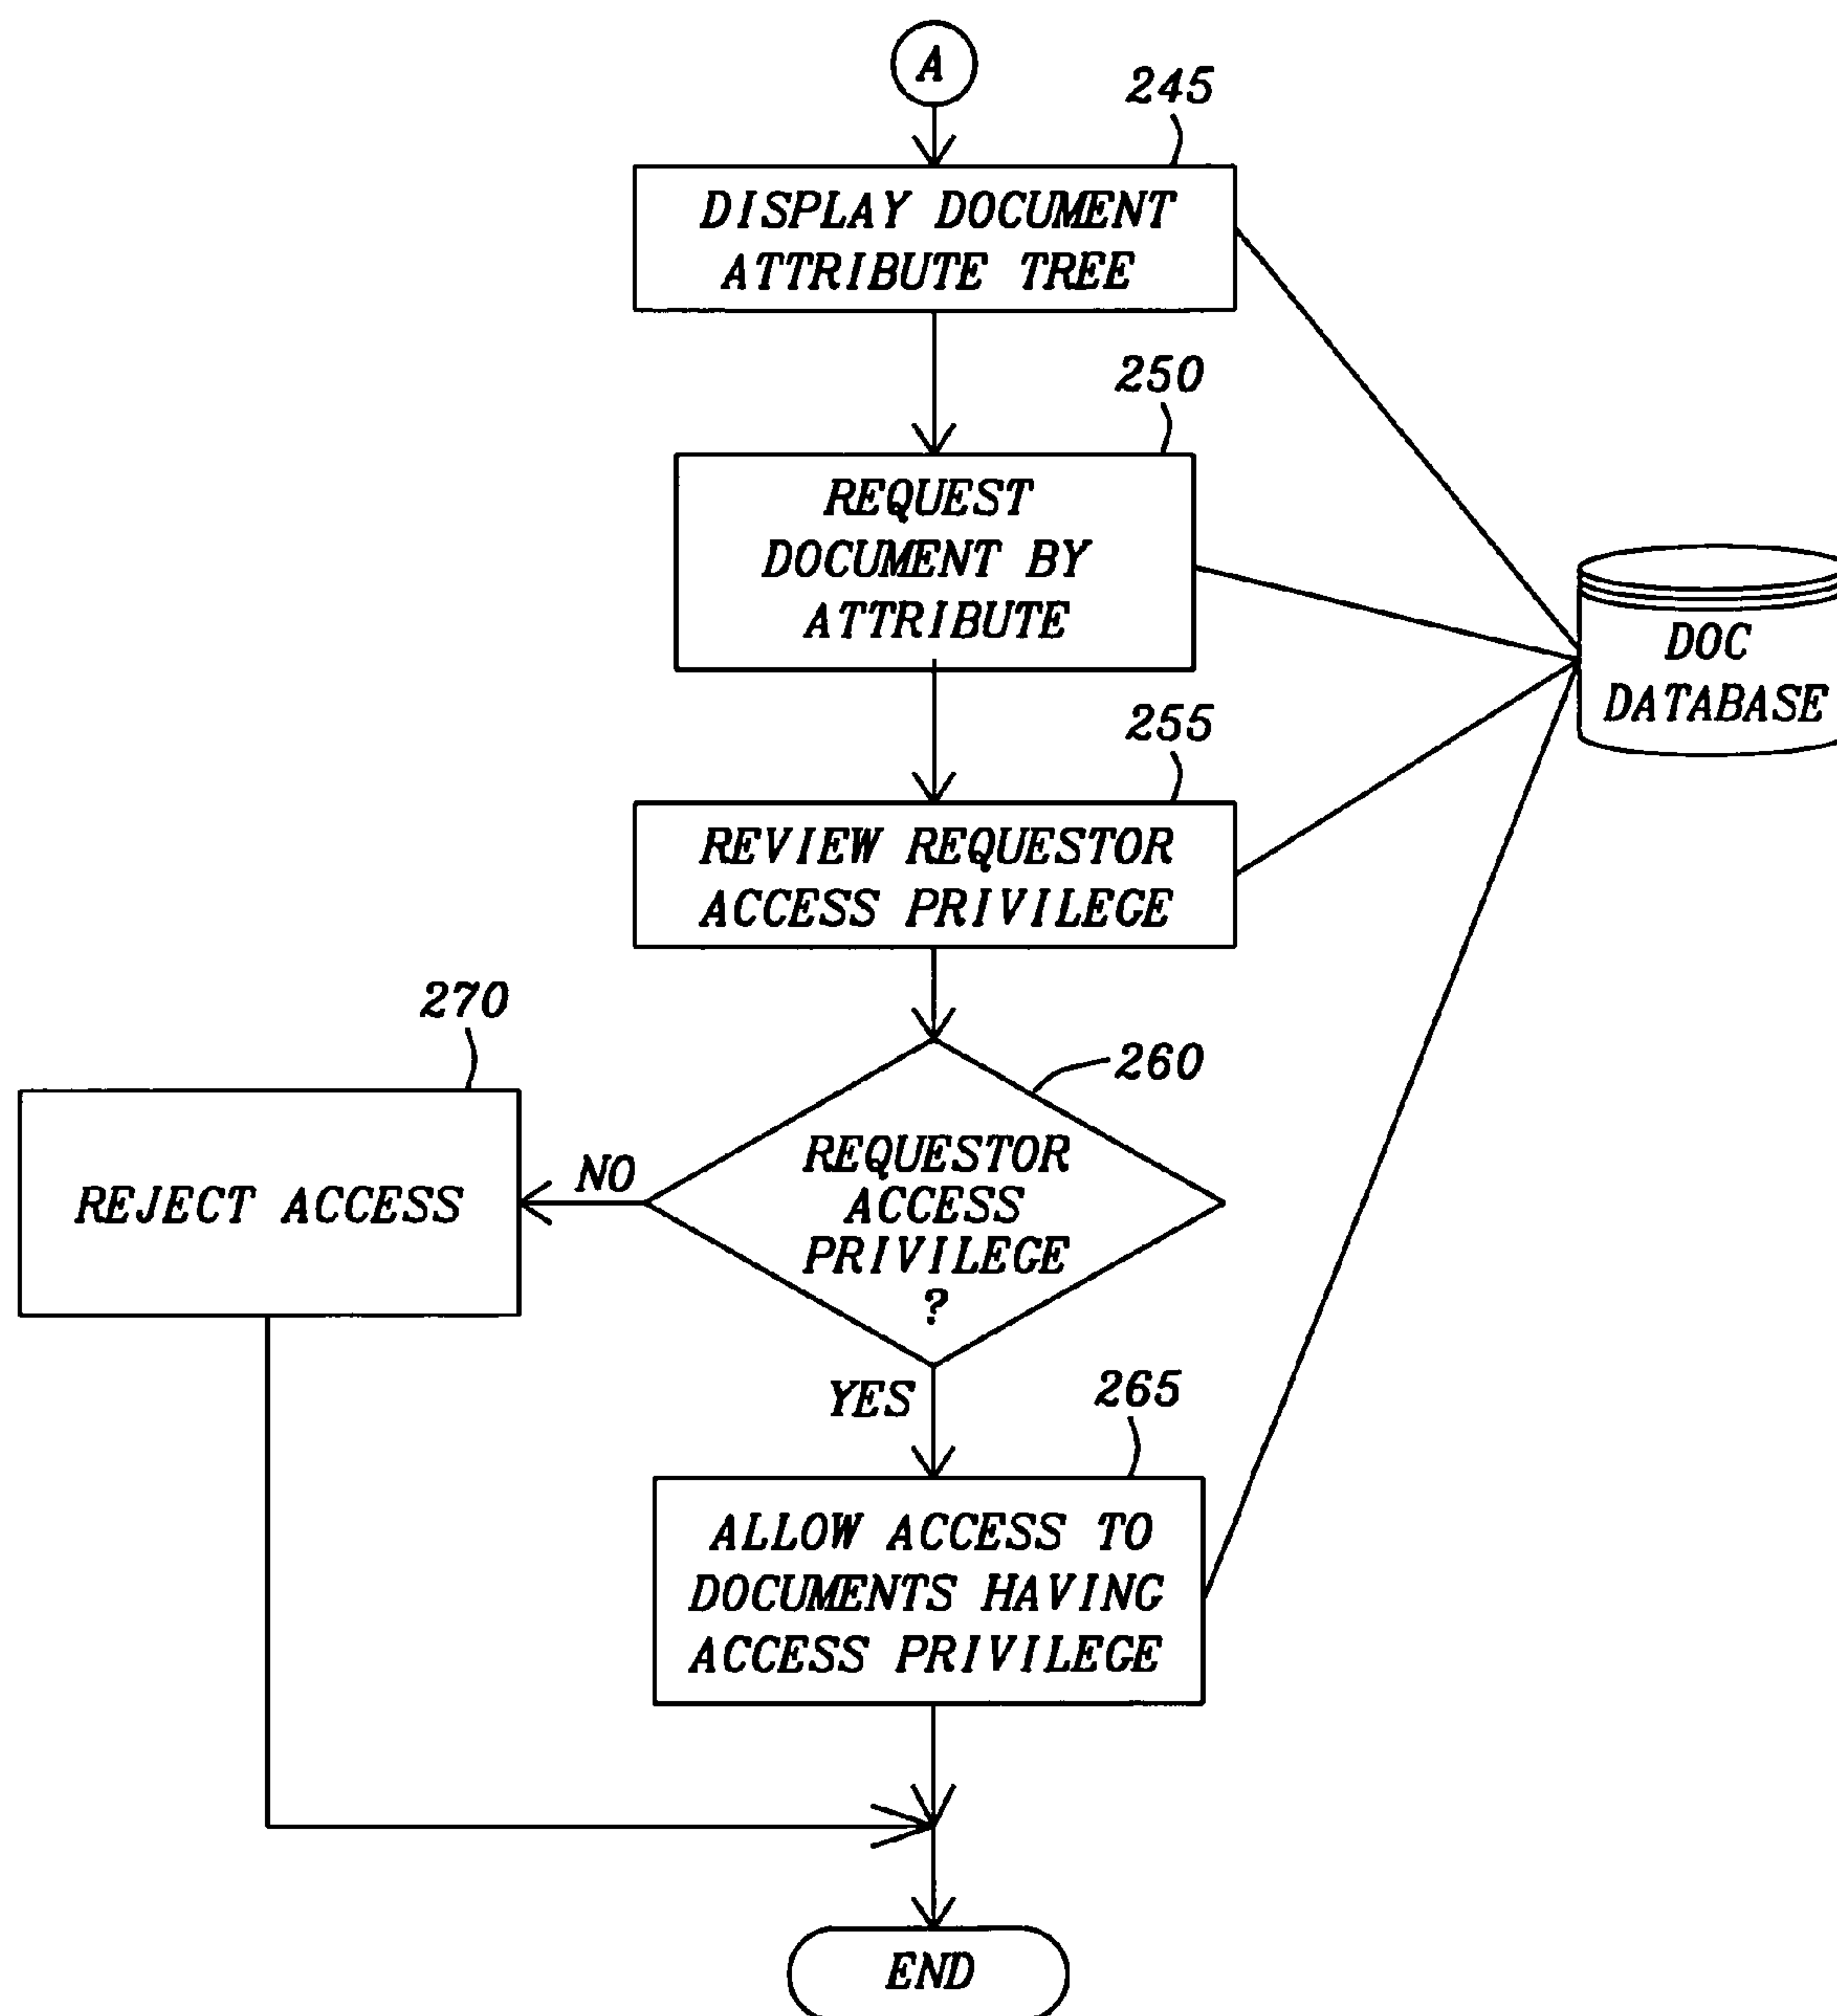 A
245
DISPLAY DOCUMENT
ATTRIBUTE TREE
250
REQUEST
DOCUMENT BY
ATTRIBUTE
DOC
DATABASE
255
REVIEW REQUESTOR
ACCESS PRIVILEGE
270
REJECT ACCESS
NO
260
REQUESTOR
ACCESS
PRIVILEGE
?
YES
265
ALLOW ACCESS TO
DOCUMENTS HAVING
ACCESS PRIVILEGE
END